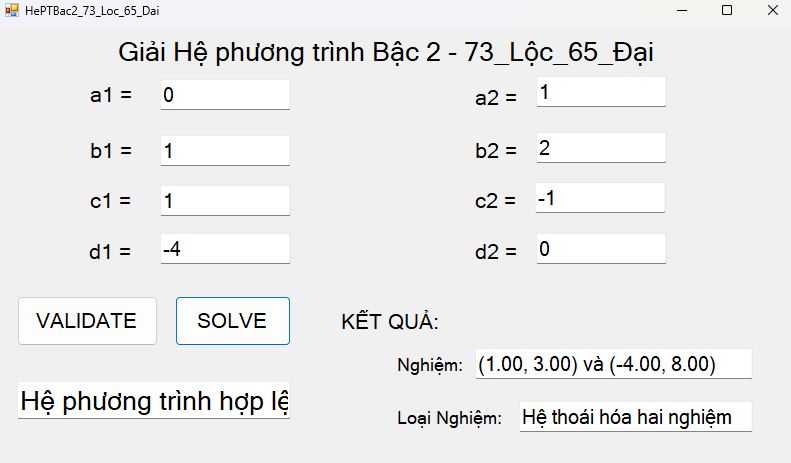 HePTBac2_73_Loc_65_Dai
Giải Hệ phương trình Bậc 2 - 73_Lộc_65_Đại
a1 = 0
a2 = 1
b1 = 1
b2 = 2
c1 = 1
c2 = -1
d1 = -4
d2 = 0
VALIDATE SOLVE
KẾT QUẢ:
Nghiệm: (1.00, 3.00) và (-4.00, 8.00)
Hệ phương trình hợp lệ
Loại Nghiệm: Hệ thoái hóa hai nghiệm